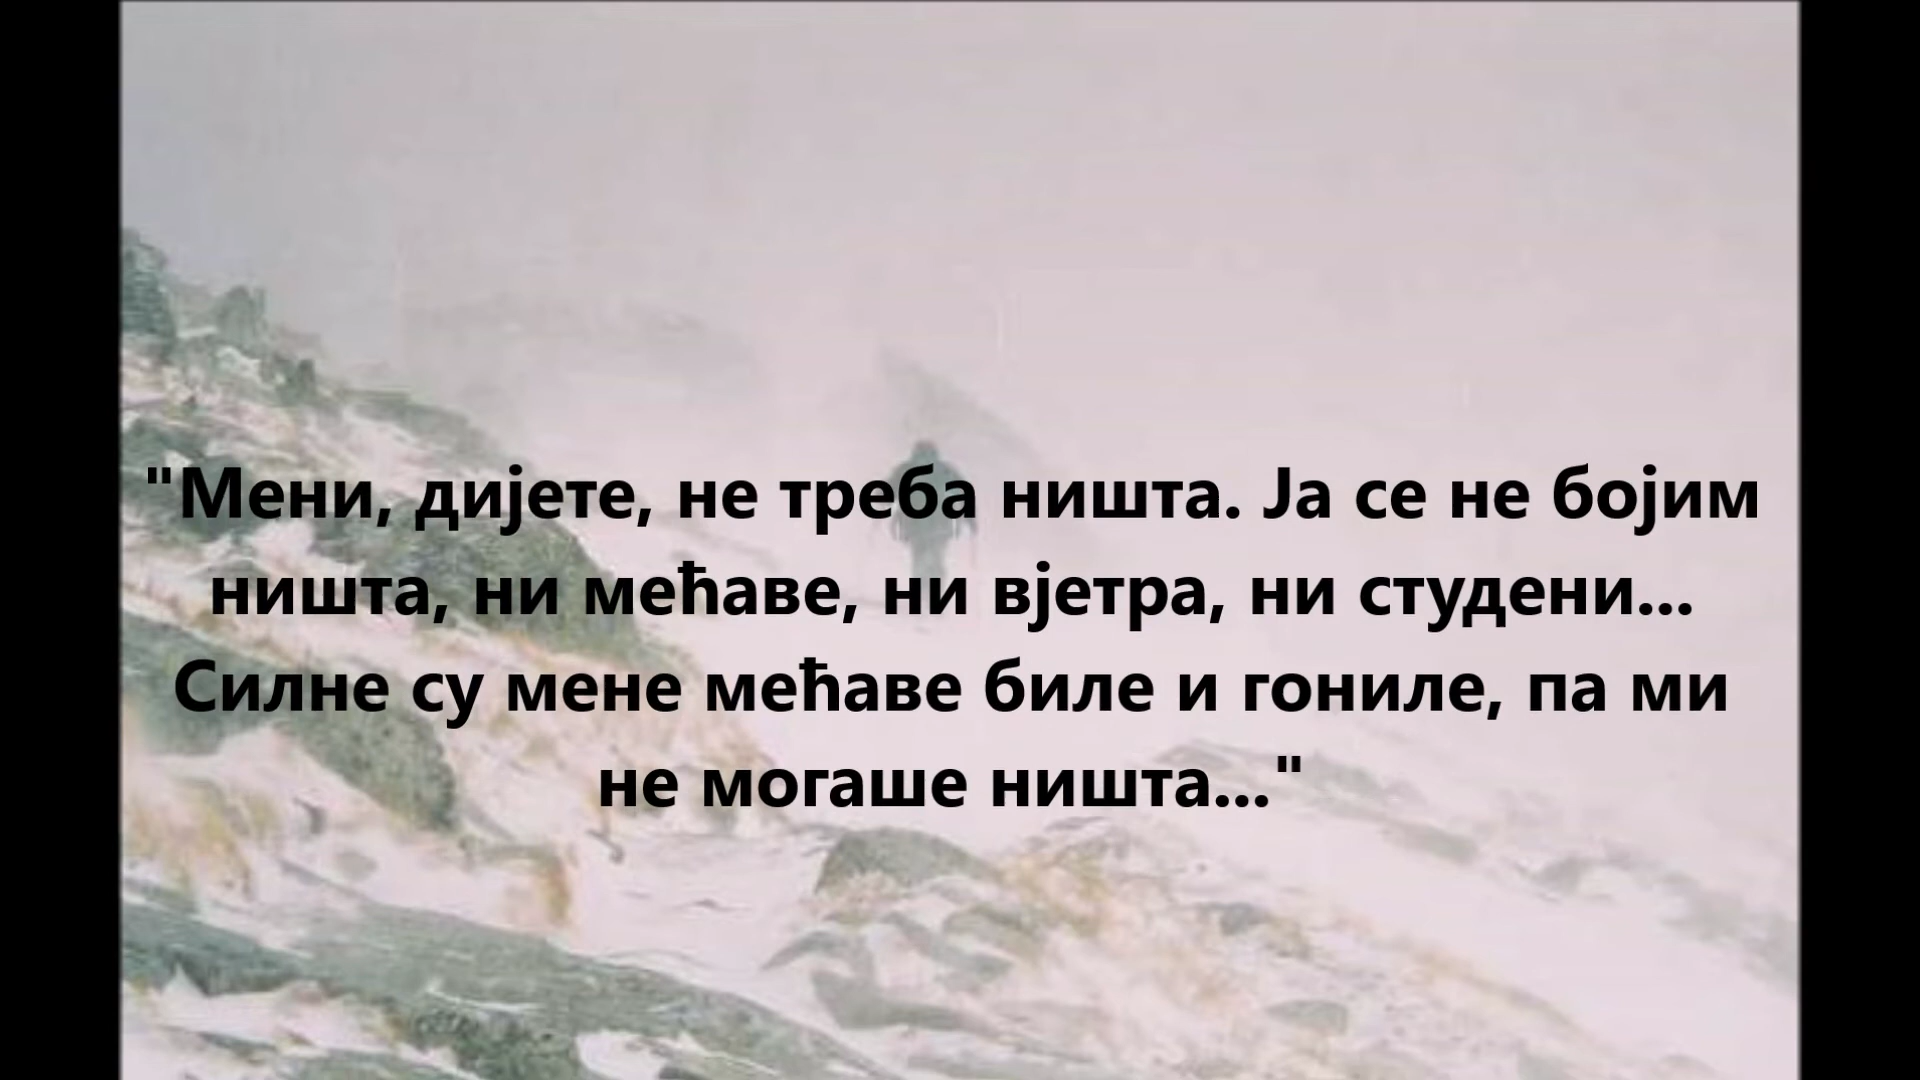 "Мени, дијете, не треба ништа. Ја се не бојим
ништа, ни мећаве, ни вјетра, ни студени...
Силне су мене мећаве биле и гониле, па ми
не могаше ништа..."